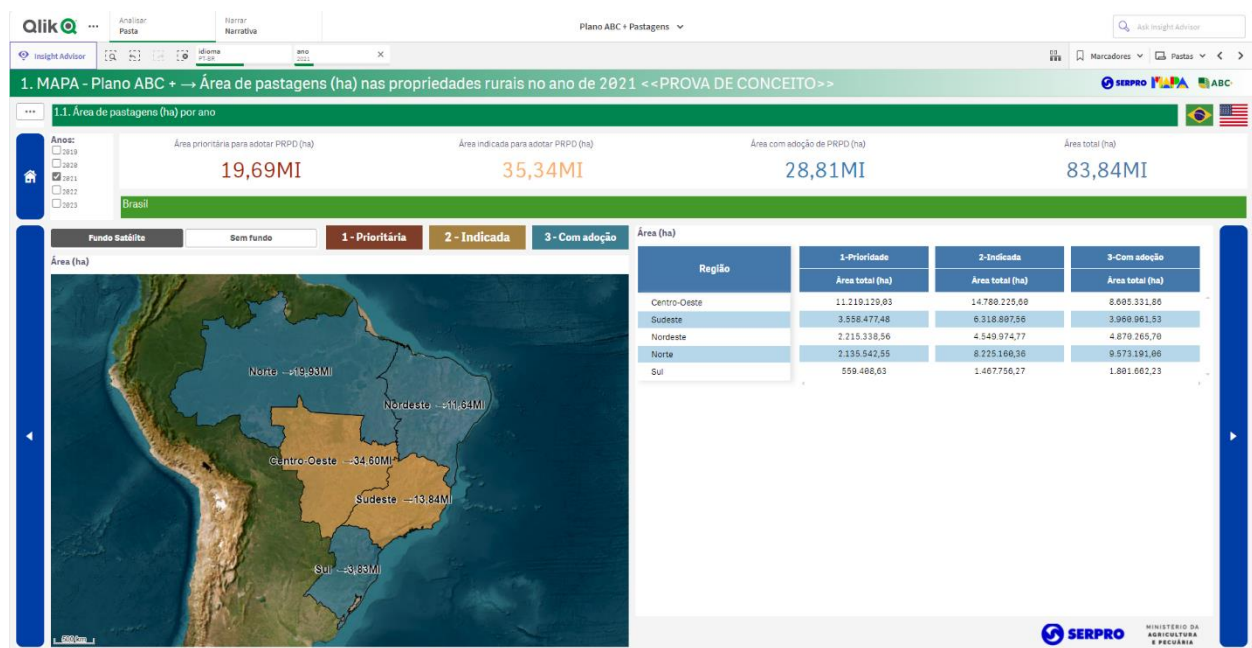 Qlik
Analisar
Pasta
Narrar
Narrativa
Plano ABC + Pastagens
Ask Insight Advisor
Insight Advisor
idioma
PT-BR
ano
2021
Marcadores
Pastas
1. MAPA - Plano ABC + → Área de pastagens (ha) nas propriedades rurais no ano de 2021 <<PROVA DE CONCEITO>>
SERPRO MAPA ABC+
1.1. Área de pastagens (ha) por ano
Anos:
2019
2020
2021
2022
2023
Área prioritária para adotar PRPD (ha)
19,69MI
Área indicada para adotar PRPD (ha)
35,34MI
Área com adoção de PRPD (ha)
28,81MI
Área total (ha)
83,84MI
Brasil
Fundo Satélite
Sem fundo
1 - Prioritária
2 - Indicada
3 - Com adoção
Área (ha)
Norte →19,93MI
Nordeste →11,64MI
Centro-Oeste →34,60MI
Sudeste →13,84MI
Sul →3,83MI
Área (ha)
Região 1-Prioridade 2-Indicada 3-Com adoção
Área total (ha) Área total (ha) Área total (ha)
Centro-Oeste 11.219.129,03 14.780.225,60 8.605.331,86
Sudeste 3.558.477,48 6.318.807,56 3.960.961,53
Nordeste 2.215.338,56 4.549.974,77 4.870.265,70
Norte 2.135.542,55 8.225.160,36 9.573.191,06
Sul 559.408,63 1.467.756,27 1.801.662,23
SERPRO
MINISTÉRIO DA
AGRICULTURA
E PECUÁRIA